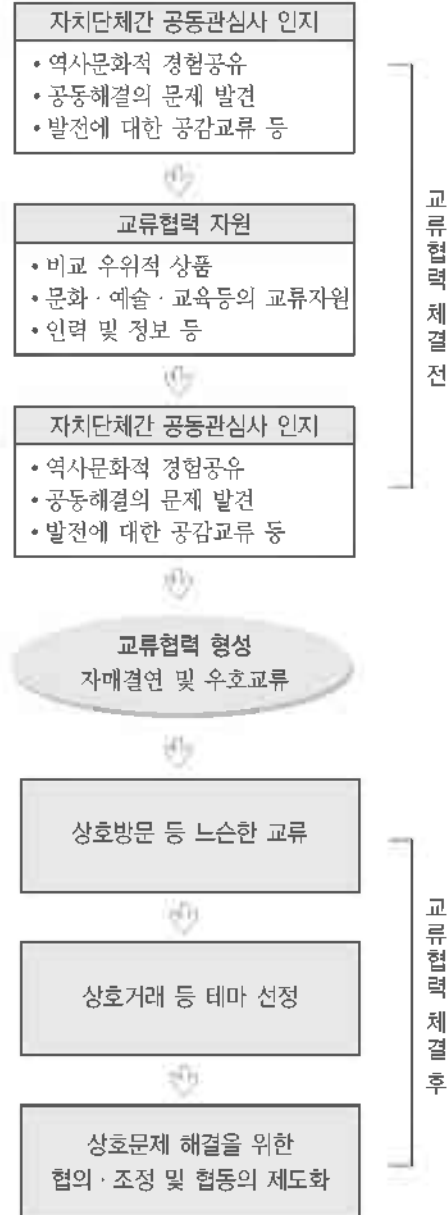 자치단체간 공동관심사 인지
• 역사문화적 경험공유
• 공동해결의 문제 발견
• 발전에 대한 공감교류 등
교류협력 자원
• 비교 우위적 상품
• 문화 · 예술 · 교육등의 교류자원
• 인력 및 정보 등
자치단체간 공동관심사 인지
• 역사문화적 경험공유
• 공동해결의 문제 발견
• 발전에 대한 공감교류 등
교류협력 체결 전
교류협력 형성
자매결연 및 우호교류
상호방문 등 느슨한 교류
상호거래 등 테마 선정
상호문제 해결을 위한
협의 · 조정 및 협동의 제도화
교류협력 체결 후